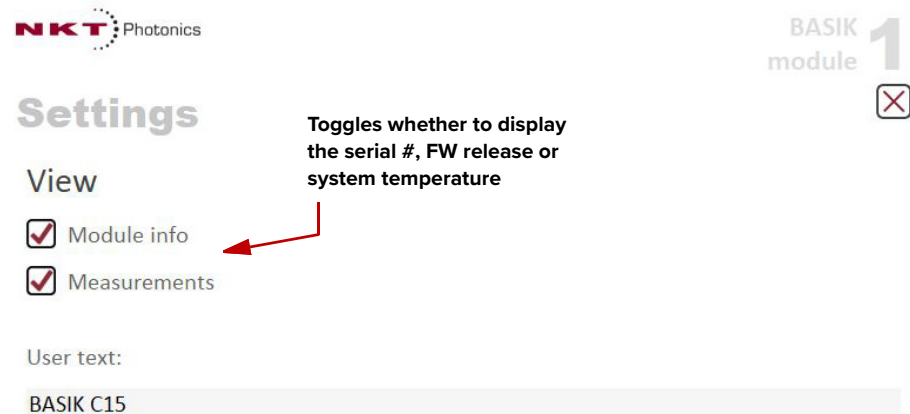 NKT Photonics
BASIK
module 1
Settings
Toggles whether to display
the serial #, FW release or
system temperature
View
Module info
Measurements
User text:
BASIK C15